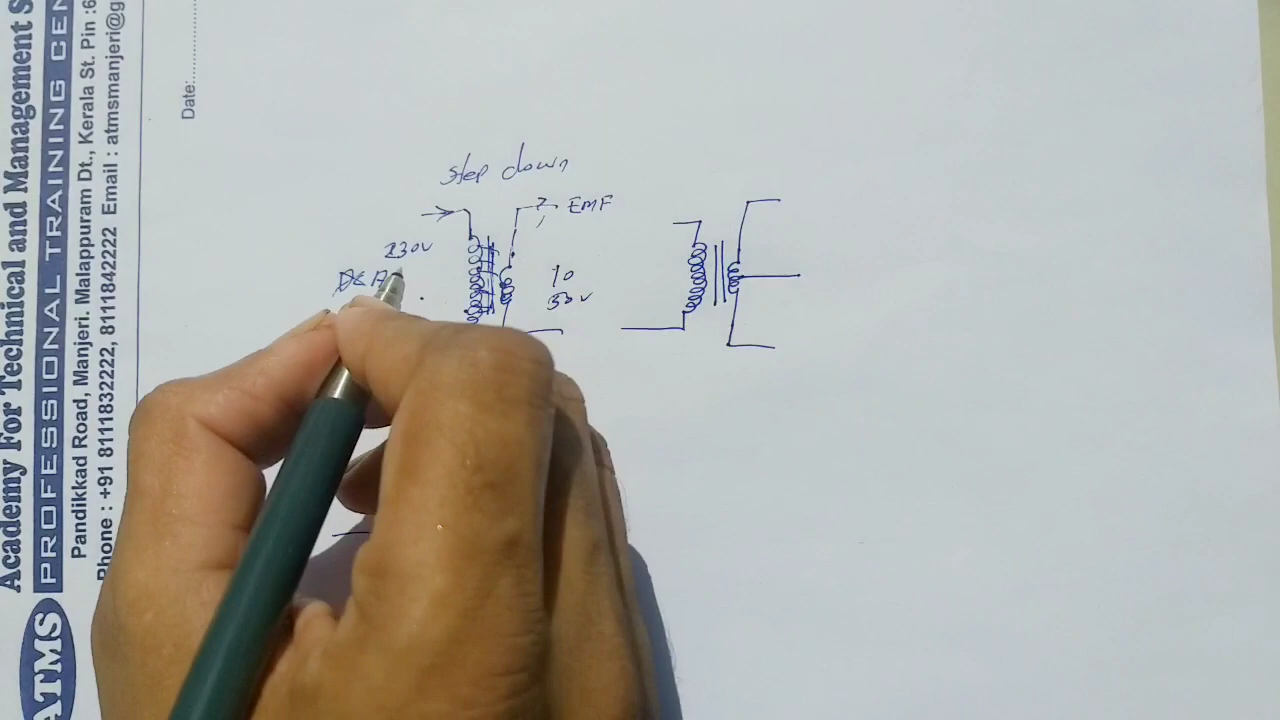 Academy For Technical and Management S
PROFESSIONAL TRAINING CEN
Pandikkad Road, Manjeri. Malappuram Dt., Kerala St. Pin :6
Phone : +91 8111832222, 8111842222 Email : atmsmanjeri@g
ATMS
Date:
Step down
EMF
230V
10
30V